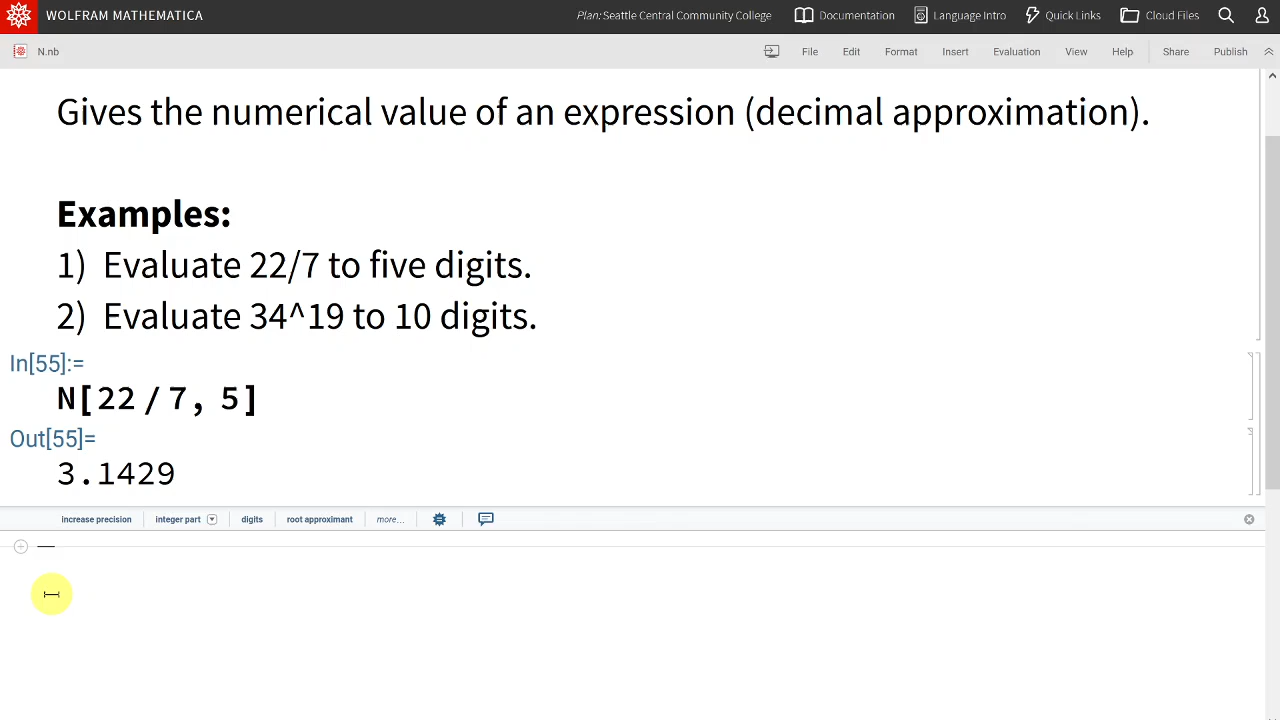 WOLFRAM MATHEMATICA Plan: Seattle Central Community College Documentation Language Intro Quick Links Cloud Files
N.nb File Edit Format Insert Evaluation View Help Share Publish
Gives the numerical value of an expression (decimal approximation).
Examples:
1) Evaluate 22/7 to five digits.
2) Evaluate 34^19 to 10 digits.
In[55]:=
N[22 / 7, 5]
Out[55]=
3.1429
increase precision integer part digits root approximant more...